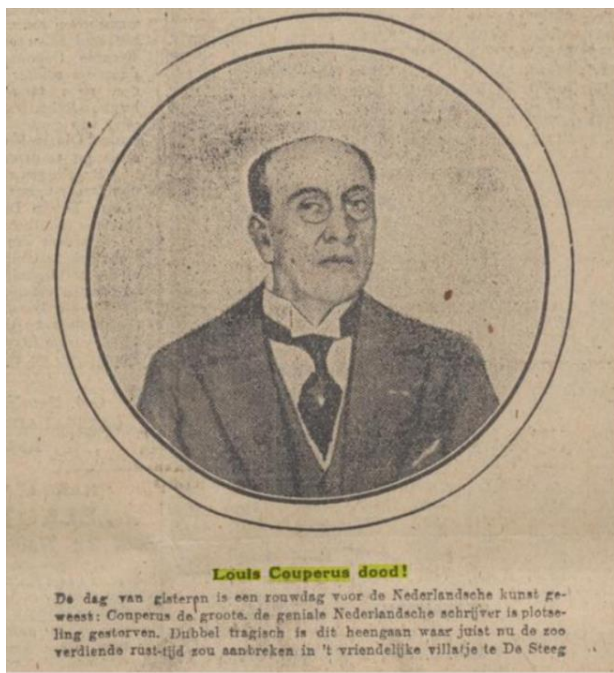 Louis Couperus dood!
De dag van gisteren is een rouwdag voor de Nederlandsche kunst ge-
weest: Couperus de groote, de geniale Nederlandsche schrijver is plotse-
ling gestorven. Dubbel tragisch is dit heengaan waar juist nu de zoo
verdiende rust-tijd zou aanbreken in 't vriendelijke villatje te De Steeg